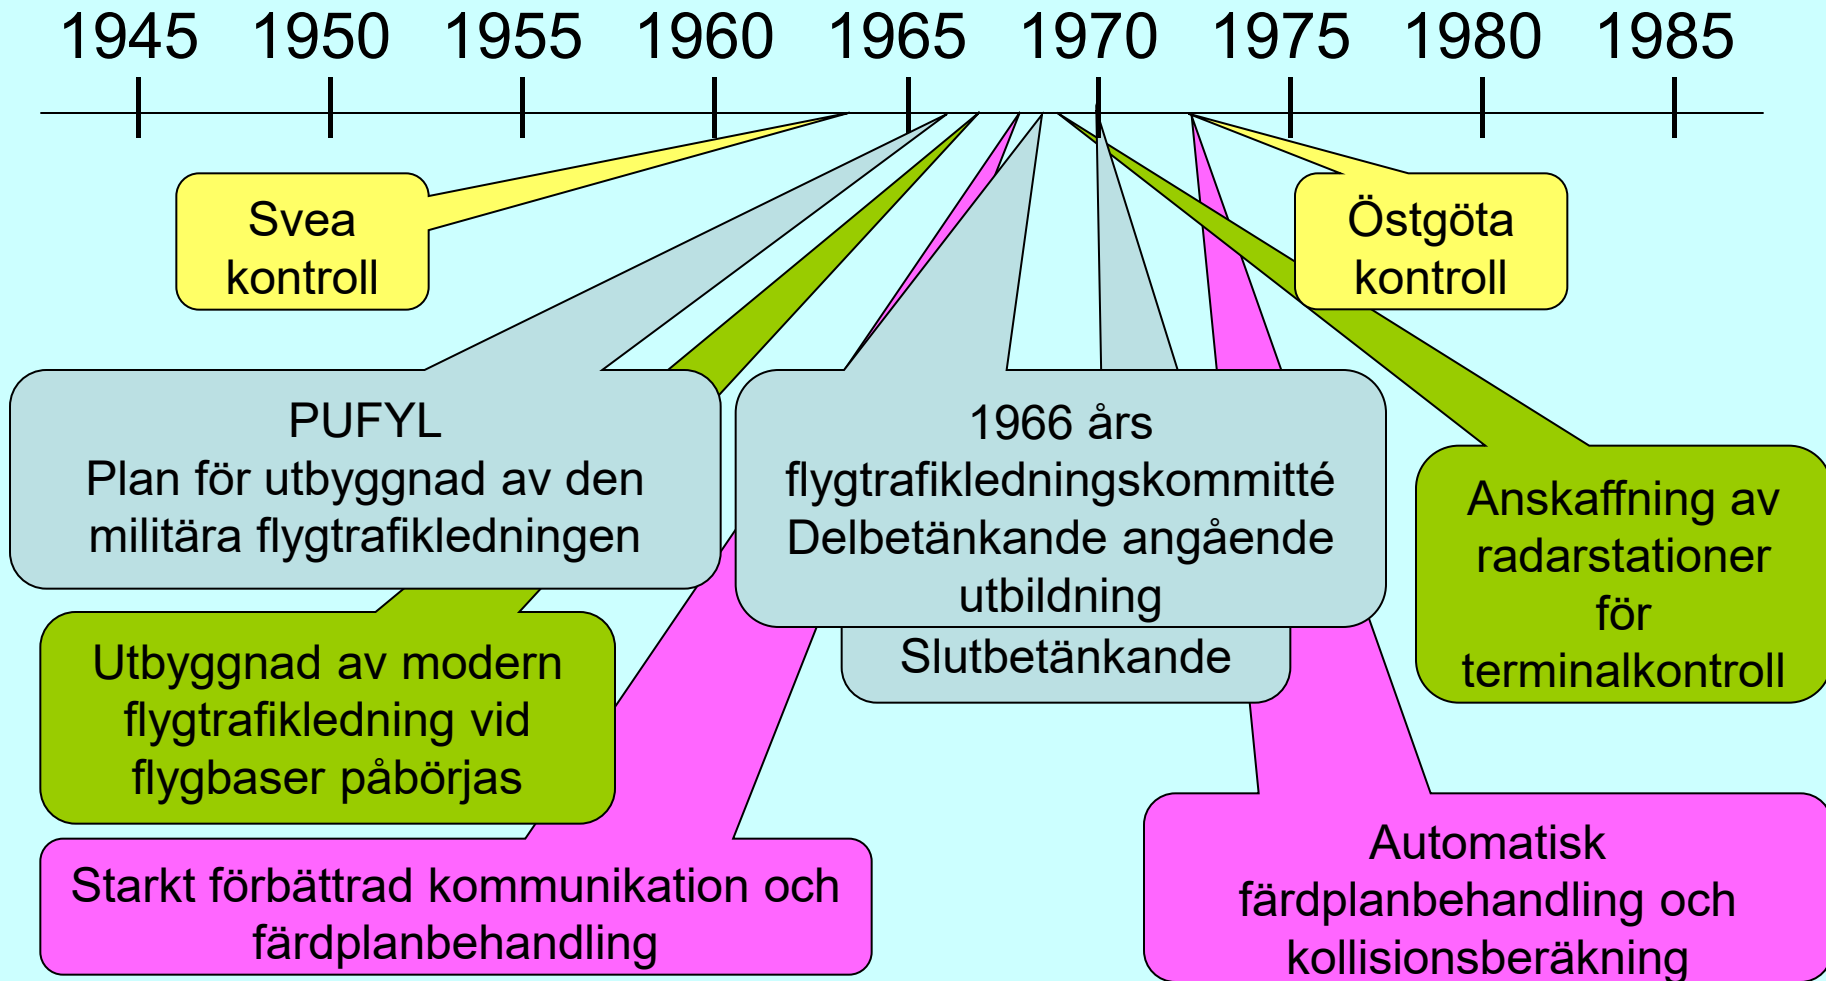 1945 1950 1955 1960 1965 1970 1975 1980 1985
Svea
kontroll
Östgöta
kontroll
PUFYL
Plan för utbyggnad av den
militära flygtrafikledningen
1966 års
flygtrafikledningskommitté
Delbetänkande angående
utbildning
Slutbetänkande
Anskaffning av
radarstationer
för
terminalkontroll
Utbyggnad av modern
flygtrafikledning vid
flygbaser påbörjas
Starkt förbättrad kommunikation och
färdplanbehandling
Automatisk
färdplanbehandling och
kollisionsberäkning